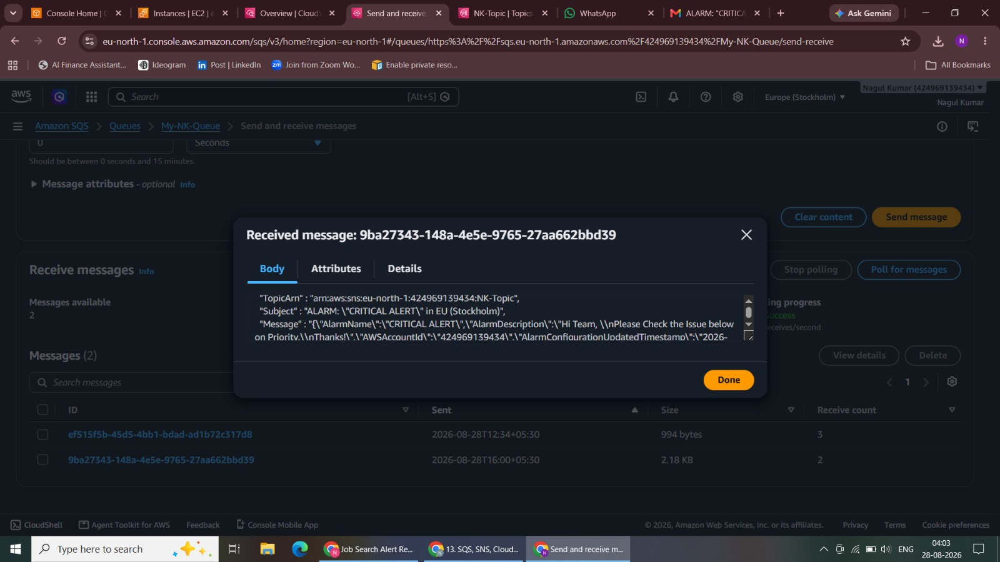 Console Home | C
Instances | EC2 | e
Overview | CloudW
Send and receive
NK-Topic | Topics
WhatsApp
ALARM: "CRITICA
Ask Gemini
eu-north-1.console.aws.amazon.com/sqs/v3/home?region=eu-north-1#/queues/https%3A%2F%2Fsqs.eu-north-1.amazonaws.com%2F424969139434%2FMy-NK-Queue/send-receive
N
AI Finance Assistant...
Ideogram
Post | LinkedIn
zm Join from Zoom Wo...
Enable private reso...
All Bookmarks
aws
Search
[Alt+S]
Europe (Stockholm)
Nagul Kumar (424969139434)
Nagul Kumar
Amazon SQS
Queues
My-NK-Queue
Send and receive messages
0
Seconds
Should be between 0 seconds and 15 minutes.
Message attributes - optional Info
Clear content
Send message
Received message: 9ba27343-148a-4e5e-9765-27aa662bbd39
Body
Attributes
Details
"TopicArn" : "arn:aws:sns:eu-north-1:424969139434:NK-Topic",
"Subject" : "ALARM: \"CRITICAL ALERT\" in EU (Stockholm)",
"Message" : "{\"AlarmName\":\"CRITICAL ALERT\",\"AlarmDescription\":\"Hi Team, \\nPlease Check the Issue below
on Priority.\\nThanks!\",\"AWSAccountId\":\"424969139434\",\"AlarmConfigurationUpdatedTimestamp\":\"2026-
Done
Receive messages Info
Stop polling
Poll for messages
Messages available
2
ing progress
uccess
eceives/second
Messages (2)
View details
Delete
Search messages
1
ID
Sent
Size
Receive count
ef515f5b-45d5-4bb1-bdad-ad1b72c317d8
2026-08-28T12:34+05:30
994 bytes
3
9ba27343-148a-4e5e-9765-27aa662bbd39
2026-08-28T16:00+05:30
2.18 KB
2
CloudShell
Agent Toolkit for AWS
Feedback
Console Mobile App
© 2026, Amazon Web Services, Inc. or its affiliates.
Privacy
Terms
Cookie preferences
Type here to search
Job Search Alert Re...
13. SQS, SNS, Cloud...
Send and receive m...
ENG
04:03
28-08-2026